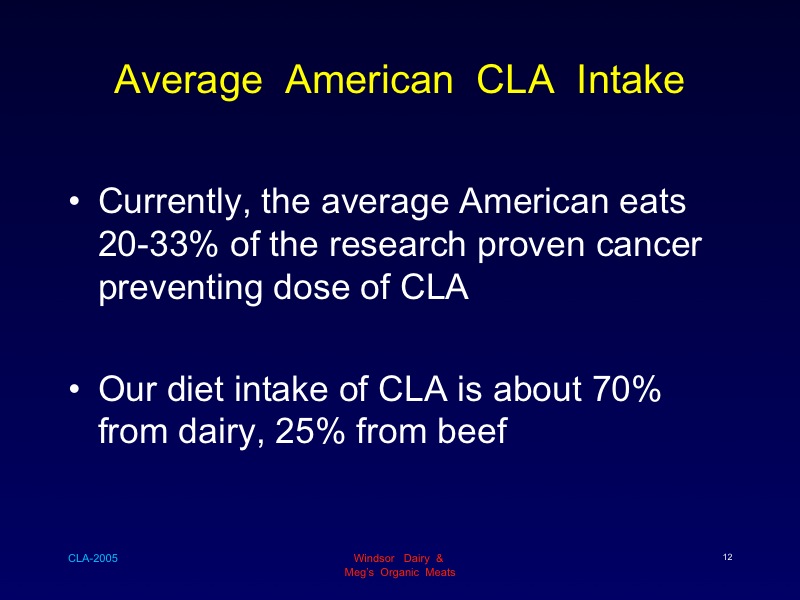 Average American CLA Intake
• Currently, the average American eats
20-33% of the research proven cancer
preventing dose of CLA
• Our diet intake of CLA is about 70%
from dairy, 25% from beef
CLA-2005
Windsor Dairy &
Meg's Organic Meats
12